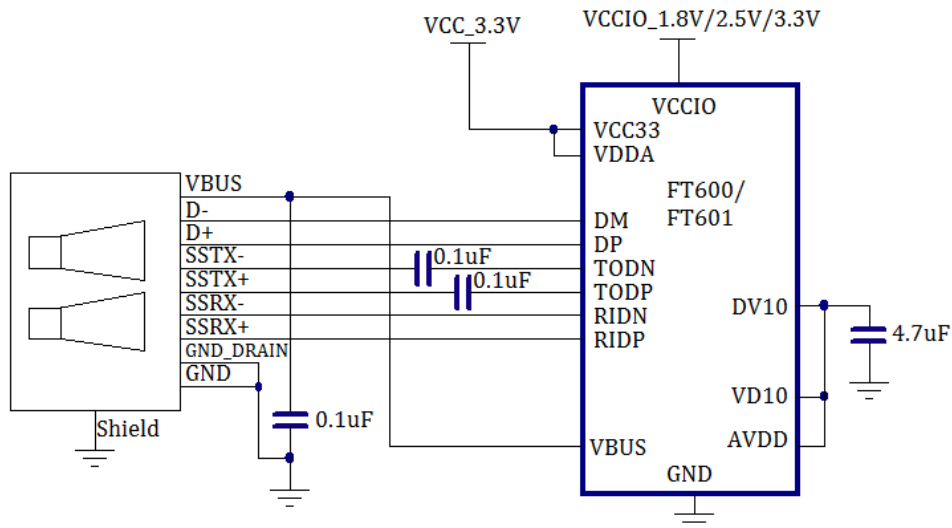 VCC_3.3V
VCCIO_1.8V/2.5V/3.3V
VCCIO
VCC33
VDDA
FT600/
FT601
VBUS
D-
D+
SSTX-
SSTX+
SSRX-
SSRX+
GND_DRAIN
GND
Shield
0.1uF
0.1uF
0.1uF
DM
DP
TODN
TODP
RIDN
RIDP
VBUS
GND
DV10
VD10
AVDD
4.7uF